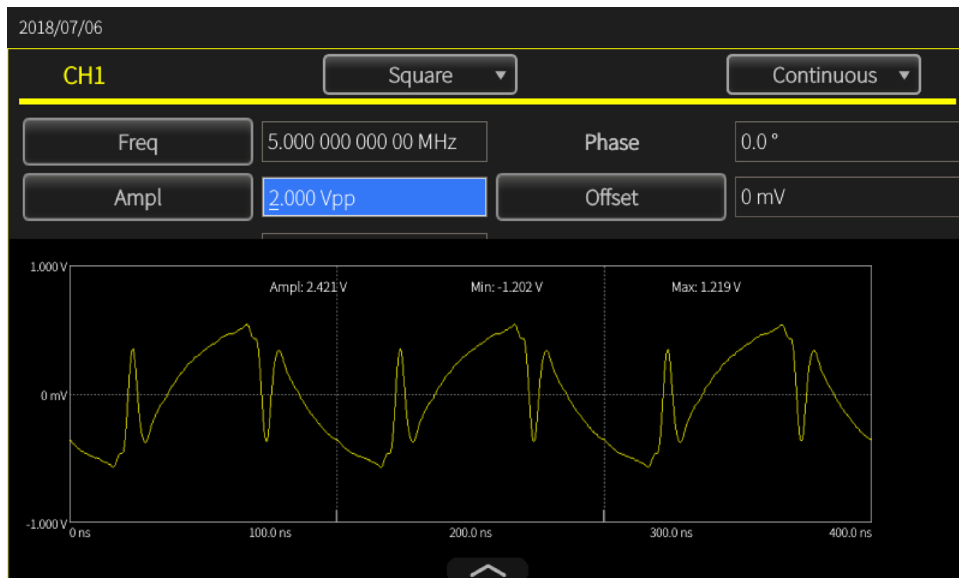 2018/07/06
CH1 Square Continuous
Freq 5.000 000 000 00 MHz Phase 0.0 °
Ampl 2.000 Vpp Offset 0 mV
1.000 V
Ampl: 2.421 V Min: -1.202 V Max: 1.219 V
0 mV
-1.000 V
0 ns 100.0 ns 200.0 ns 300.0 ns 400.0 ns